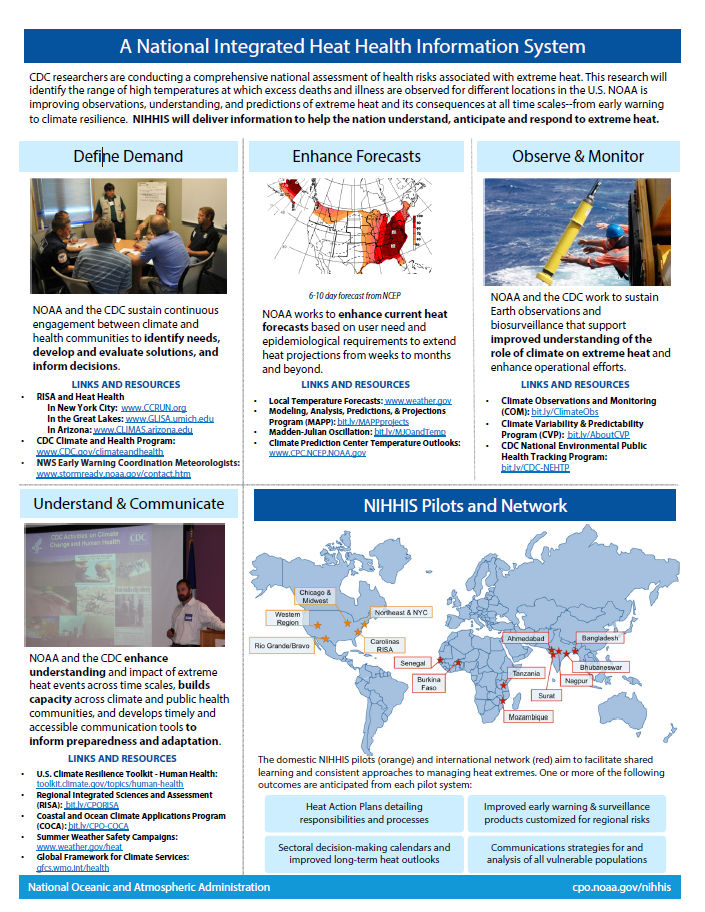 A National Integrated Heat Health Information System
CDC researchers are conducting a comprehensive national assessment of health risks associated with extreme heat. This research will
identify the range of high temperatures at which excess deaths and illness are observed for different locations in the U.S. NOAA is
improving observations, understanding, and predictions of extreme heat and its consequences at all time scales--from early warning
to climate resilience. NIHHIS will deliver information to help the nation understand, anticipate and respond to extreme heat.
Define Demand
NOAA and the CDC sustain continuous
engagement between climate and
health communities to identify needs,
develop and evaluate solutions, and
inform decisions.
LINKS AND RESOURCES
• RISA and Heat Health
In New York City: www.CCRUN.org
In the Great Lakes: www.GLISA.umich.edu
In Arizona: www.CLIMAS.arizona.edu
• CDC Climate and Health Program:
www.CDC.gov/climateandhealth
• NWS Early Warning Coordination Meteorologists:
www.stormready.noaa.gov/contact.htm
Enhance Forecasts
6-10 day forecast from NCEP
NOAA works to enhance current heat
forecasts based on user need and
epidemiological requirements to extend
heat projections from weeks to months
and beyond.
LINKS AND RESOURCES
• Local Temperature Forecasts: www.weather.gov
• Modeling, Analysis, Predictions, & Projections
Program (MAPP): bit.ly/MAPPprojects
• Madden-Julian Oscillation: bit.ly/MJOandTemp
• Climate Prediction Center Temperature Outlooks:
www.CPC.NCEP.NOAA.gov
Observe & Monitor
NOAA and the CDC work to sustain
Earth observations and
biosurveillance that support
improved understanding of the
role of climate on extreme heat and
enhance operational efforts.
LINKS AND RESOURCES
• Climate Observations and Monitoring
(COM): bit.ly/ClimateObs
• Climate Variability & Predictability
Program (CVP): bit.ly/AboutCVP
• CDC National Environmental Public
Health Tracking Program:
bit.ly/CDC-NEHTP
Understand & Communicate
CDC Activities on Climate
Change and Human Health
CDC
NOAA and the CDC enhance
understanding and impact of extreme
heat events across time scales, builds
capacity across climate and public health
communities, and develops timely and
accessible communication tools to
inform preparedness and adaptation.
LINKS AND RESOURCES
• U.S. Climate Resilience Toolkit - Human Health:
toolkit.climate.gov/topics/human-health
• Regional Integrated Sciences and Assessment
(RISA): bit.ly/CPORISA
• Coastal and Ocean Climate Applications Program
(COCA): bit.ly/CPO-COCA
• Summer Weather Safety Campaigns:
www.weather.gov/heat
• Global Framework for Climate Services:
gfcs.wmo.int/health
NIHHIS Pilots and Network
Chicago &
Midwest
Western
Region
Northeast & NYC
Rio Grande/Bravo
Carolinas
RISA
Senegal
Burkina
Faso
Ahmedabad
Bangladesh
Tanzania
Bhubaneswar
Nagpur
Surat
Mozambique
The domestic NIHHIS pilots (orange) and international network (red) aim to facilitate shared
learning and consistent approaches to managing heat extremes. One or more of the following
outcomes are anticipated from each pilot system:
Heat Action Plans detailing
responsibilities and processes
Improved early warning & surveillance
products customized for regional risks
Sectoral decision-making calendars and
improved long-term heat outlooks
Communications strategies for and
analysis of all vulnerable populations
National Oceanic and Atmospheric Administration
cpo.noaa.gov/nihhis